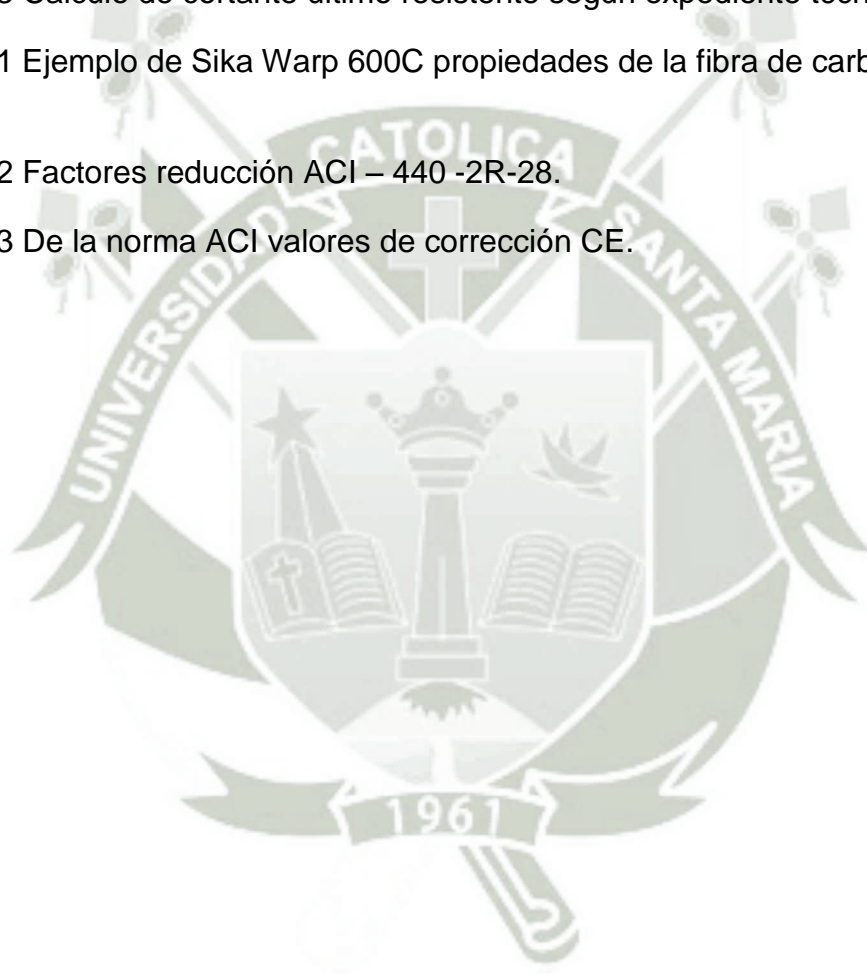 3 Cálculo de cortante último resistente según expediente técn
1 Ejemplo de Sika Warp 600C propiedades de la fibra de carb
2 Factores reducción ACI – 440 -2R-28.
3 De la norma ACI valores de corrección CE.
UNIVERSIDAD CATOLICA SANTA MARIA
1961